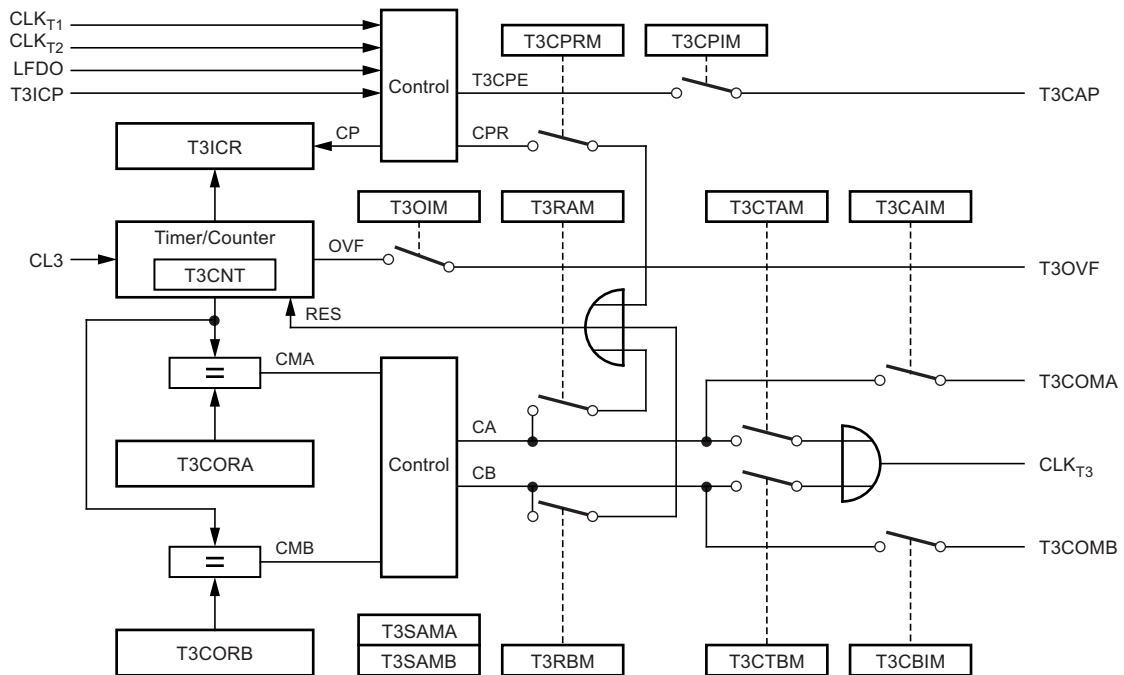 CLKT1
CLKT2
LFDO
T3ICP
Control
T3CPRM
T3CPIM
T3CPE
T3CAP
CP
CPR
T3ICR
T3OIM
T3RAM
T3CTAM
T3CAIM
Timer/Counter
T3CNT
CL3
OVF
T3OVF
RES
CMA
=
T3COMA
T3CORA
Control
CA
CB
CLKT3
CMB
=
T3COMB
T3CORB
T3SAMA
T3SAMB
T3RBM
T3CTBM
T3CBIM